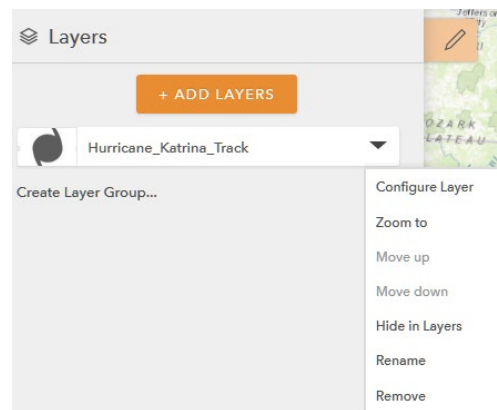 Layers
+ ADD LAYERS
Hurricane_Katrina_Track
Create Layer Group...
Configure Layer
Zoom to
Move up
Move down
Hide in Layers
Rename
Remove
OZARK
PLATEAU